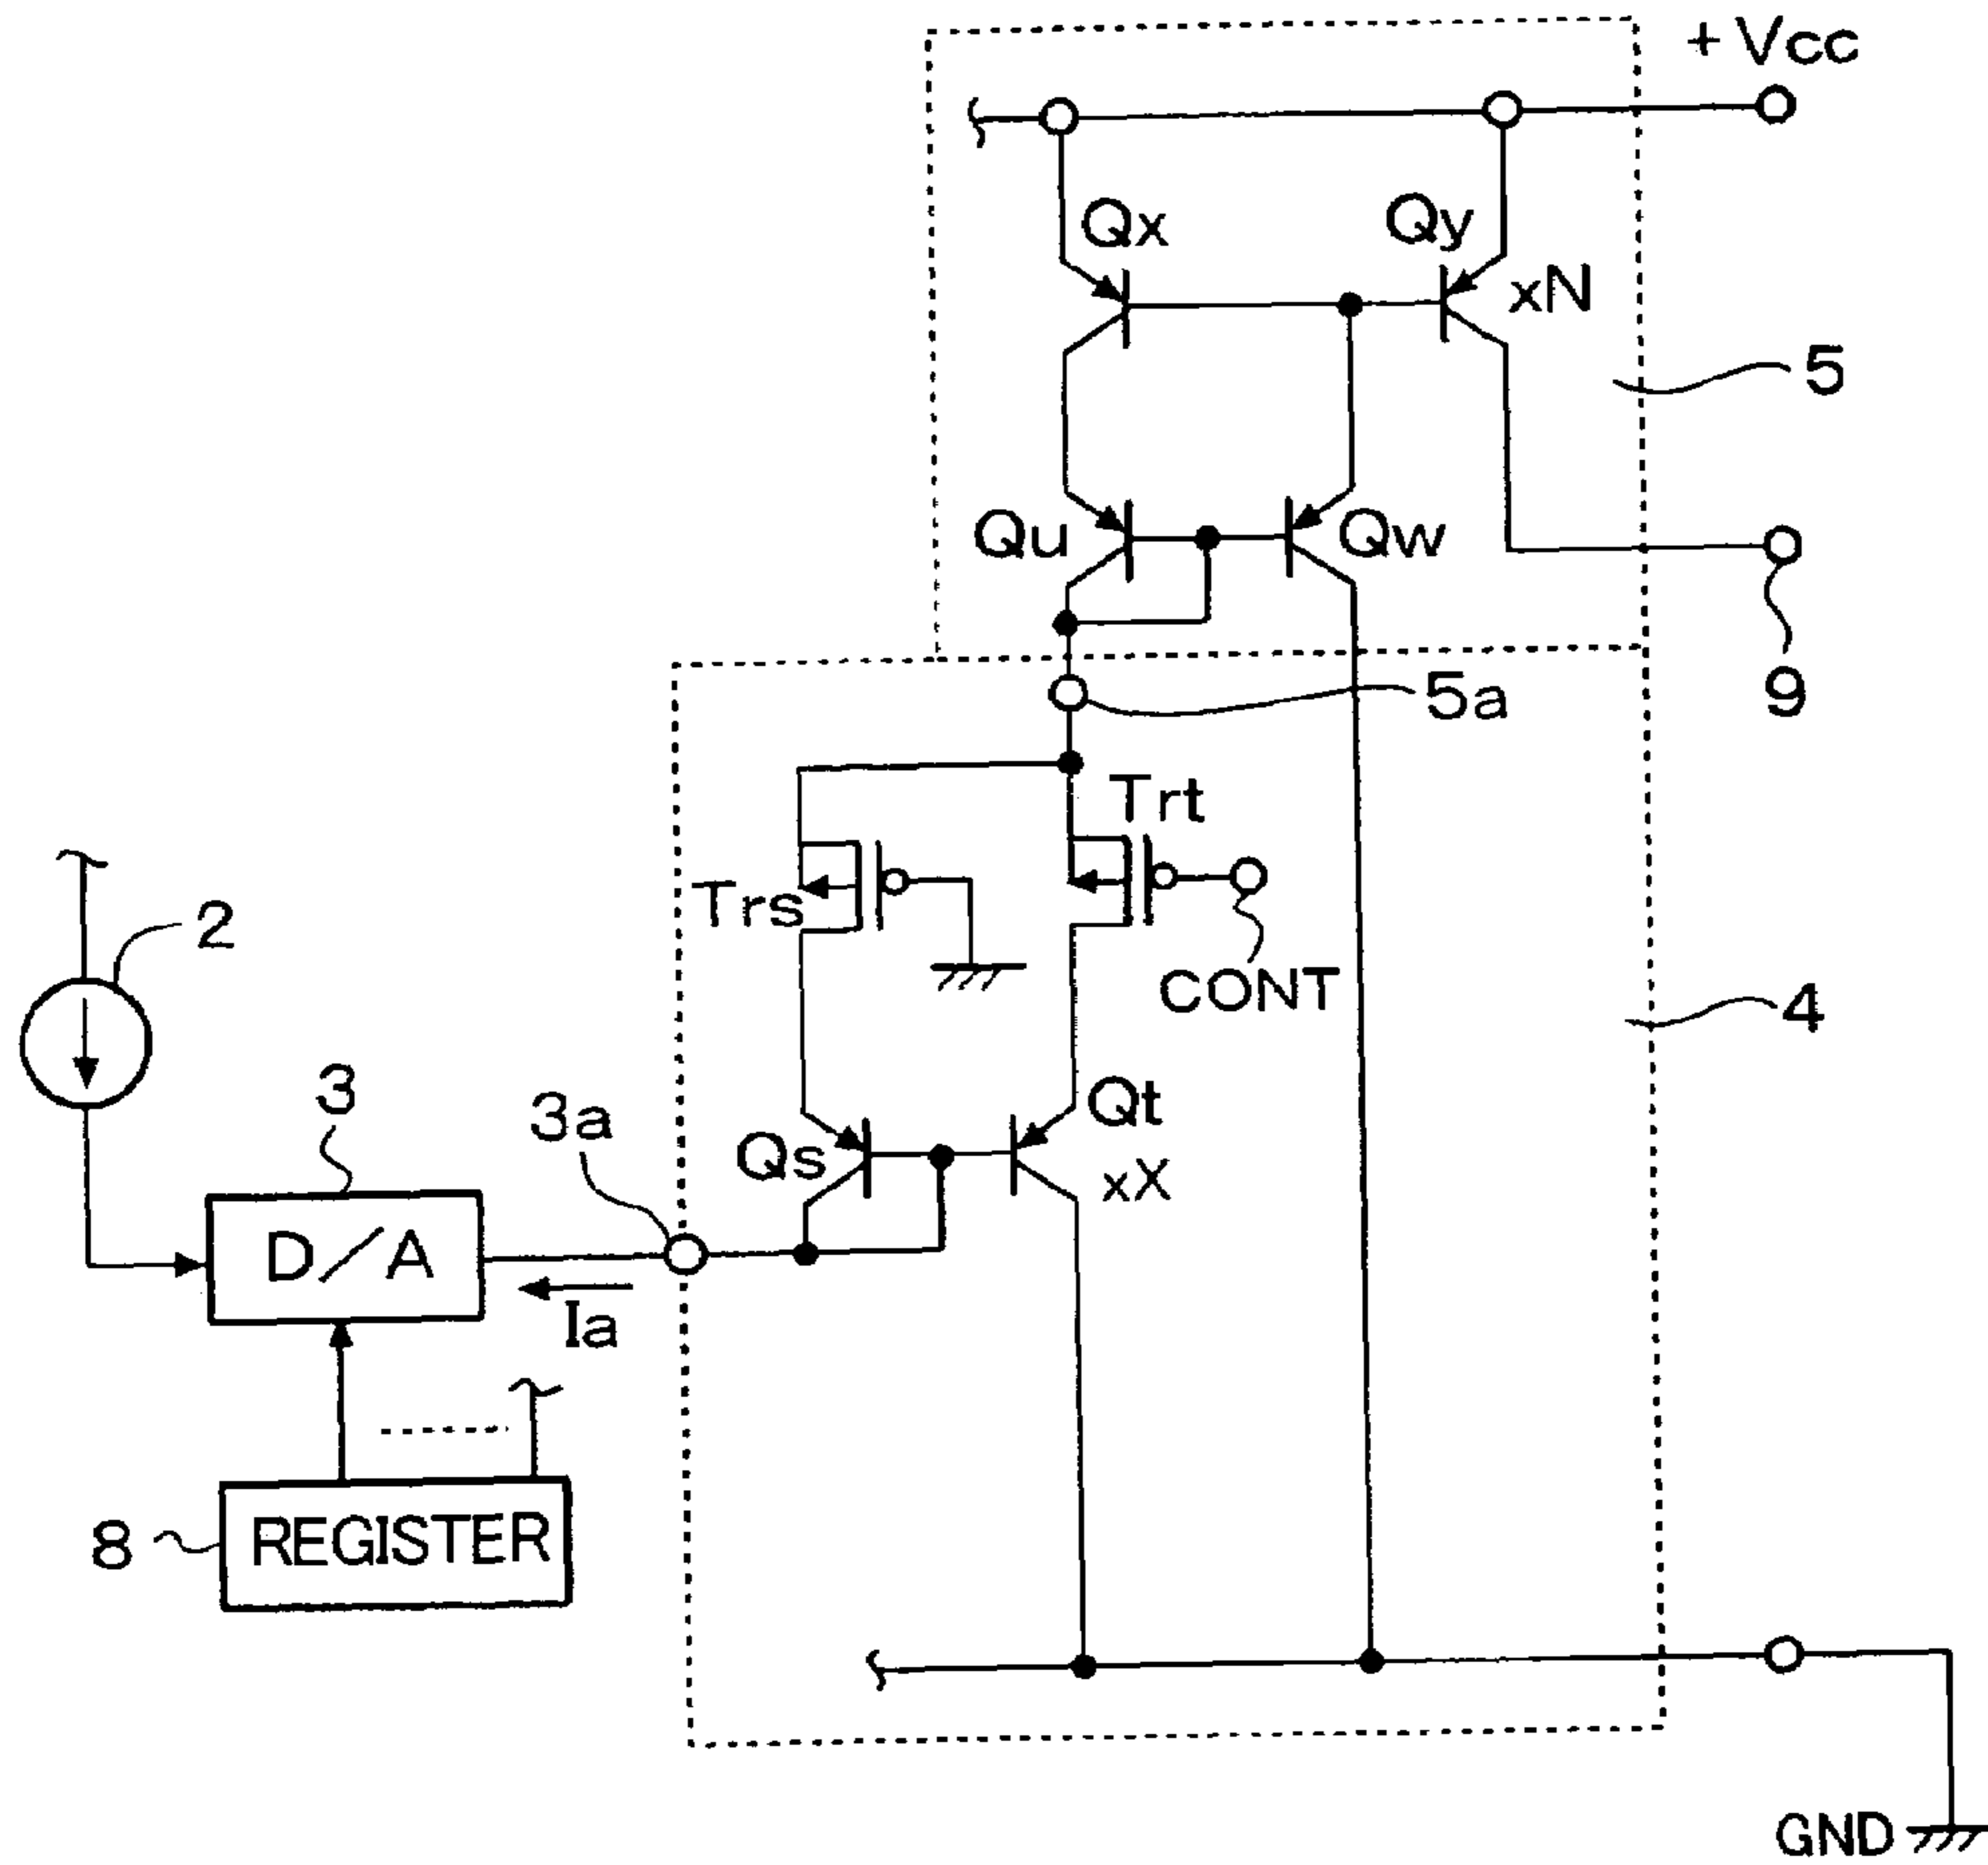 +Vcc
Qx
Qy
xN
5
Qu
Qw
9
5a
Trt
Trs
2
CONT
4
3
3a
Qs
Qt
xX
D/A
Ia
8
REGISTER
GND